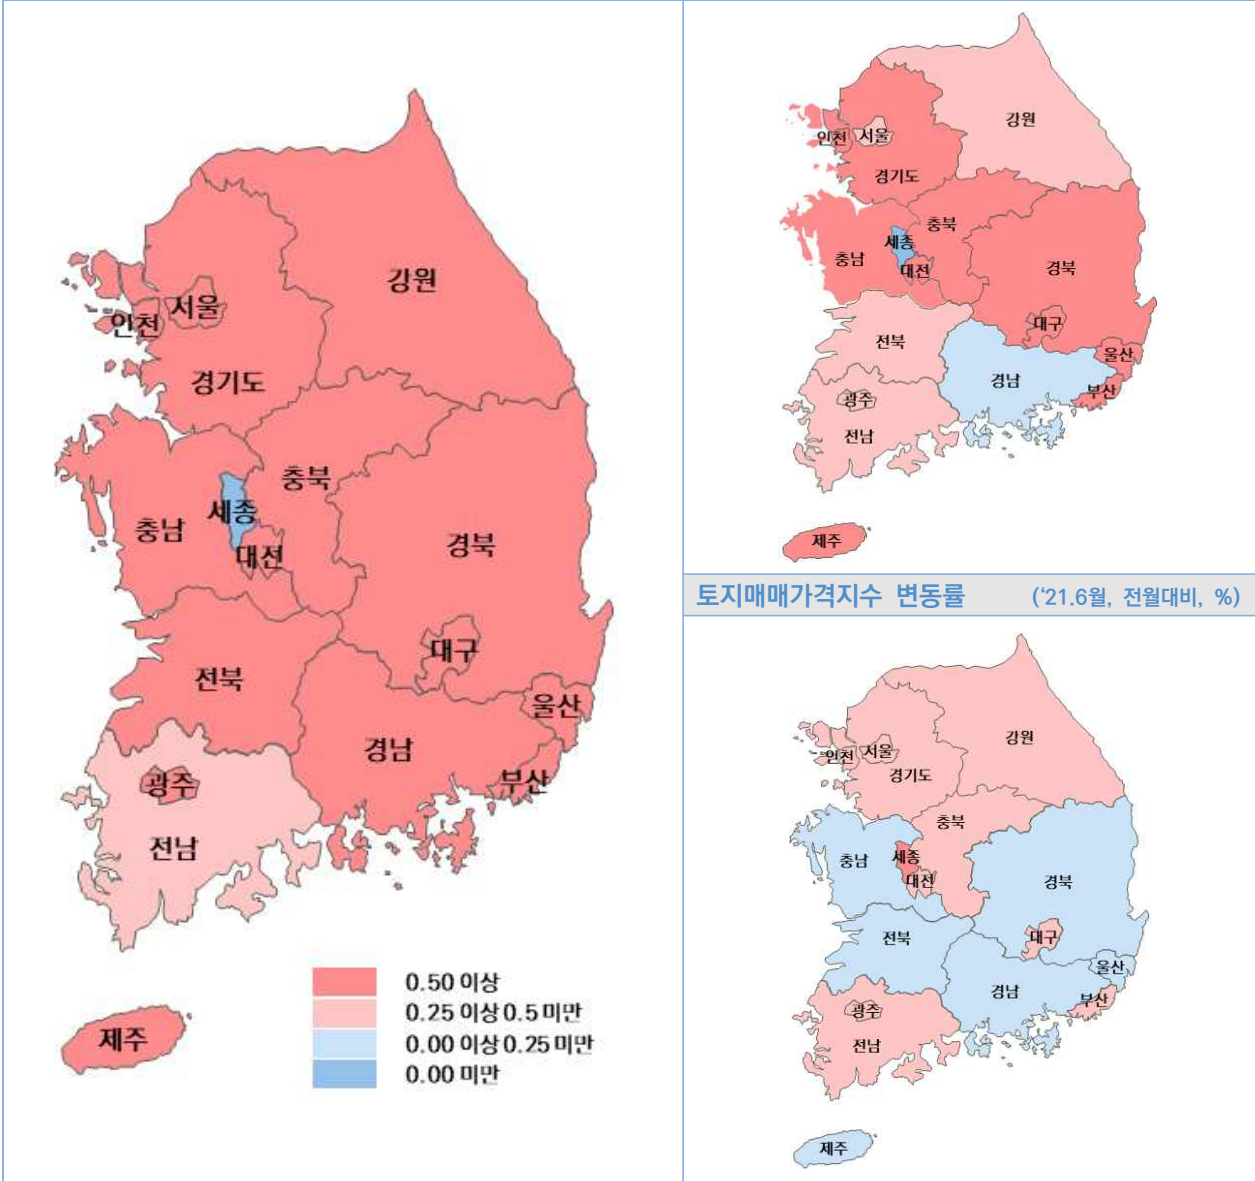 강원
서울
인천
경기도
충북
세종
충남
대전
경북
대구
전북
울산
경남
부산
광주
전남
제주
0.50 이상
0.25 이상 0.5 미만
0.00 이상 0.25 미만
0.00 미만
강원
인천
서울
경기도
충북
세종
충남
대전
경북
대구
전북
울산
경남
부산
광주
전남
제주
토지매매가격지수 변동률 (‘21.6월, 전월대비, %)
강원
서울
인천
경기도
충북
세종
충남
대전
경북
대구
전북
울산
경남
부산
광주
전남
제주